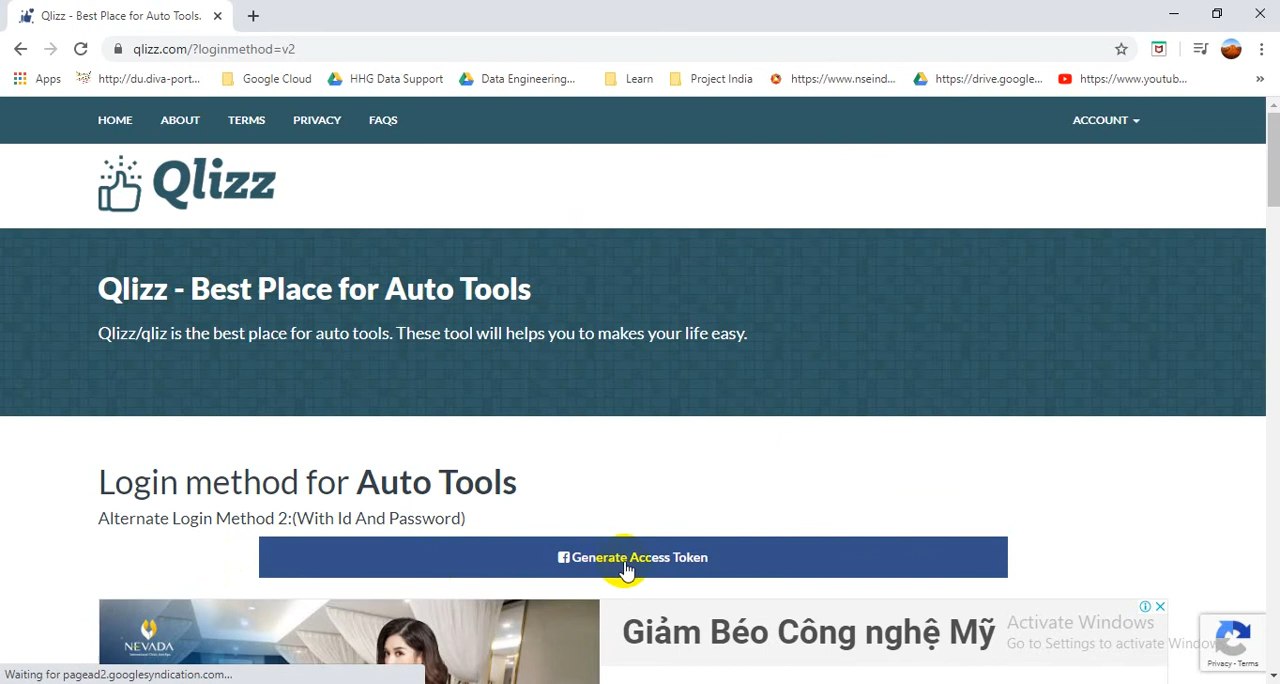 Qlizz - Best Place for Auto Tools.
qlizz.com/?loginmethod=v2
Apps http://du.diva-port... Google Cloud HHG Data Support Data Engineering... Learn Project India https://www.nseind... https://drive.google... https://www.youtub... »
HOME ABOUT TERMS PRIVACY FAQS ACCOUNT
Qlizz
Qlizz - Best Place for Auto Tools
Qlizz/qliz is the best place for auto tools. These tool will helps you to makes your life easy.
Login method for Auto Tools
Alternate Login Method 2:(With Id And Password)
Generate Access Token
NEVADA
Giảm Béo Công nghệ Mỹ
Activate Windows
Go to Settings to activate Windows.
Privacy - Terms
Waiting for pagead2.googlesyndication.com...